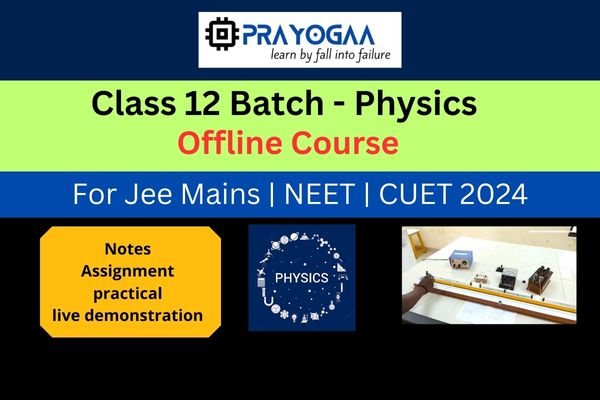 PRAYOGAA
learn by fall into failure
Class 12 Batch - Physics
Offline Course
For Jee Mains | NEET | CUET 2024
Notes
Assignment
practical
live demonstration
PHYSICS